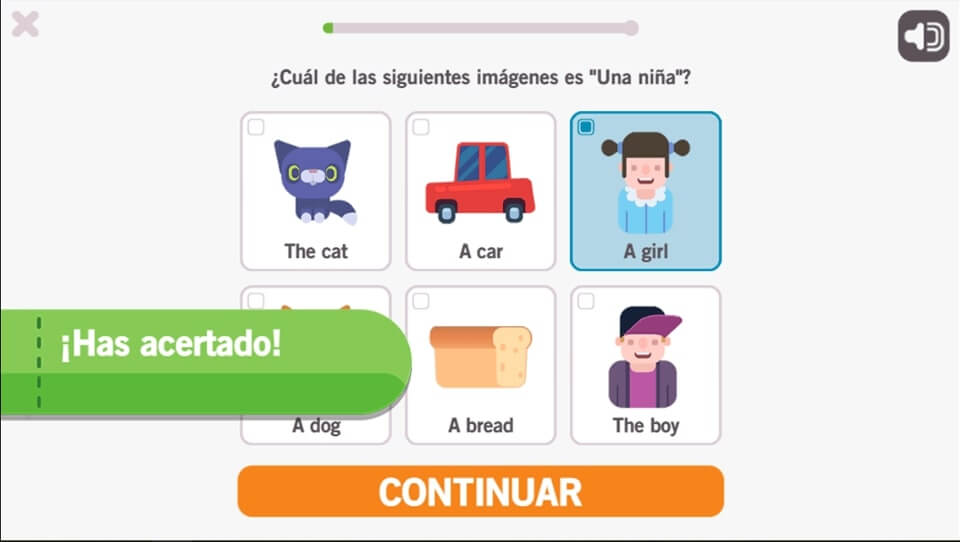 ¿Cuál de las siguientes imágenes es "Una niña"?
The cat
A car
A girl
¡Has acertado!
A dog
A bread
The boy
CONTINUAR